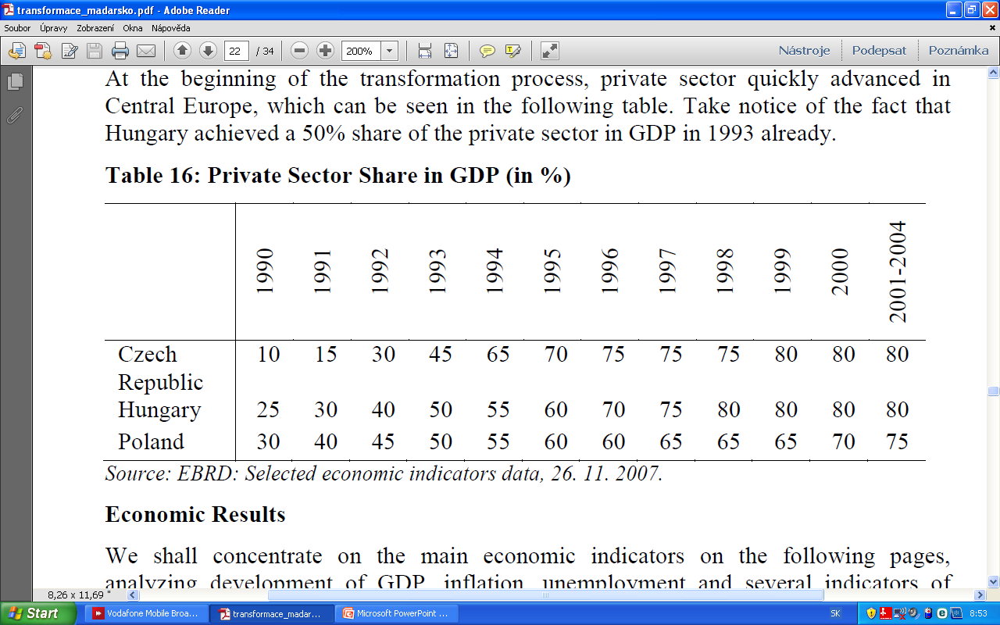 transformace_madarsko.pdf - Adobe Reader
Soubor Úpravy Zobrazení Okna Nápověda
22 / 34 200% Nástroje Podepsat Poznámka
At the beginning of the transformation process, private sector quickly advanced in
Central Europe, which can be seen in the following table. Take notice of the fact that
Hungary achieved a 50% share of the private sector in GDP in 1993 already.
Table 16: Private Sector Share in GDP (in %)
1990 1991 1992 1993 1994 1995 1996 1997 1998 1999 2000 2001-2004
Czech 10 15 30 45 65 70 75 75 75 80 80 80
Republic
Hungary 25 30 40 50 55 60 70 75 80 80 80 80
Poland 30 40 45 50 55 60 60 65 65 65 70 75
Source: EBRD: Selected economic indicators data, 26. 11. 2007.
Economic Results
We shall concentrate on the main economic indicators on the following pages,
analyzing development of GDP, inflation, unemployment and several indicators of
8,26 x 11,69 "
Start Vodafone Mobile Broa... transformace_madar... Microsoft PowerPoint ... SK 8:53